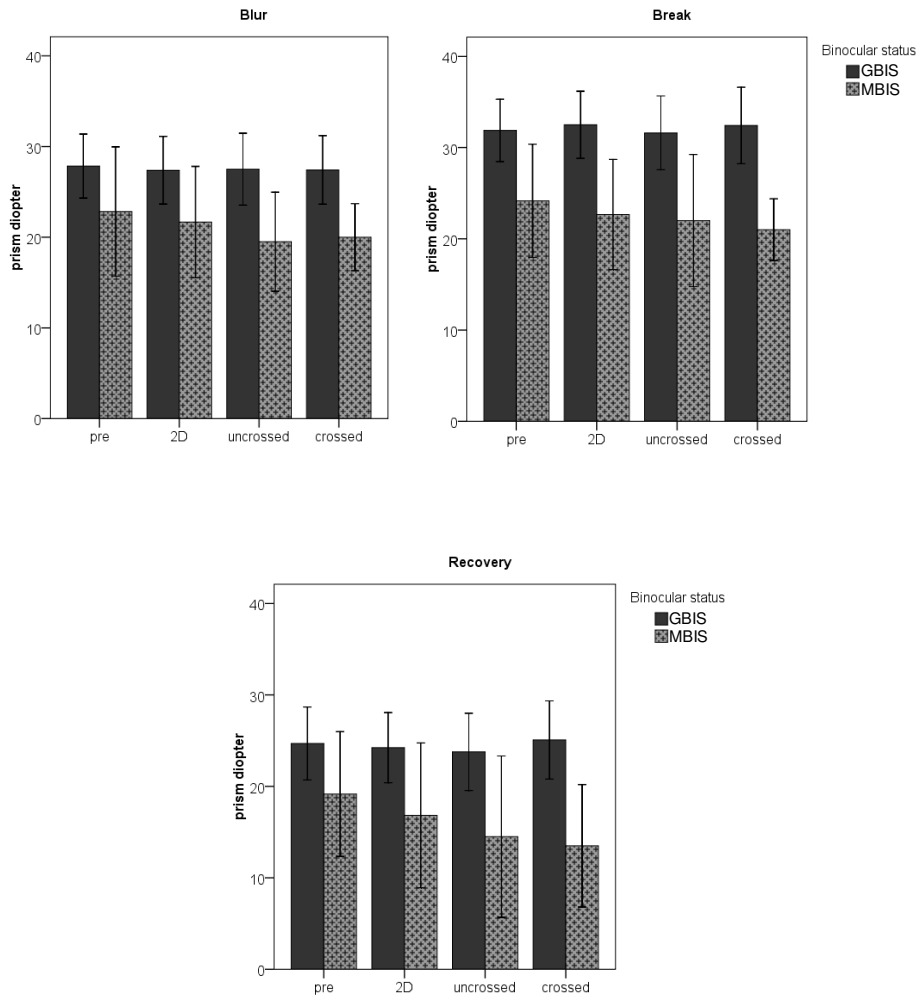 Blur
prism diopter
40
30
20
10
0
pre 2D uncrossed crossed
Break
prism diopter
40
30
20
10
0
pre 2D uncrossed crossed
Binocular status
GBIS
MBIS
Recovery
prism diopter
40
30
20
10
0
pre 2D uncrossed crossed
Binocular status
GBIS
MBIS